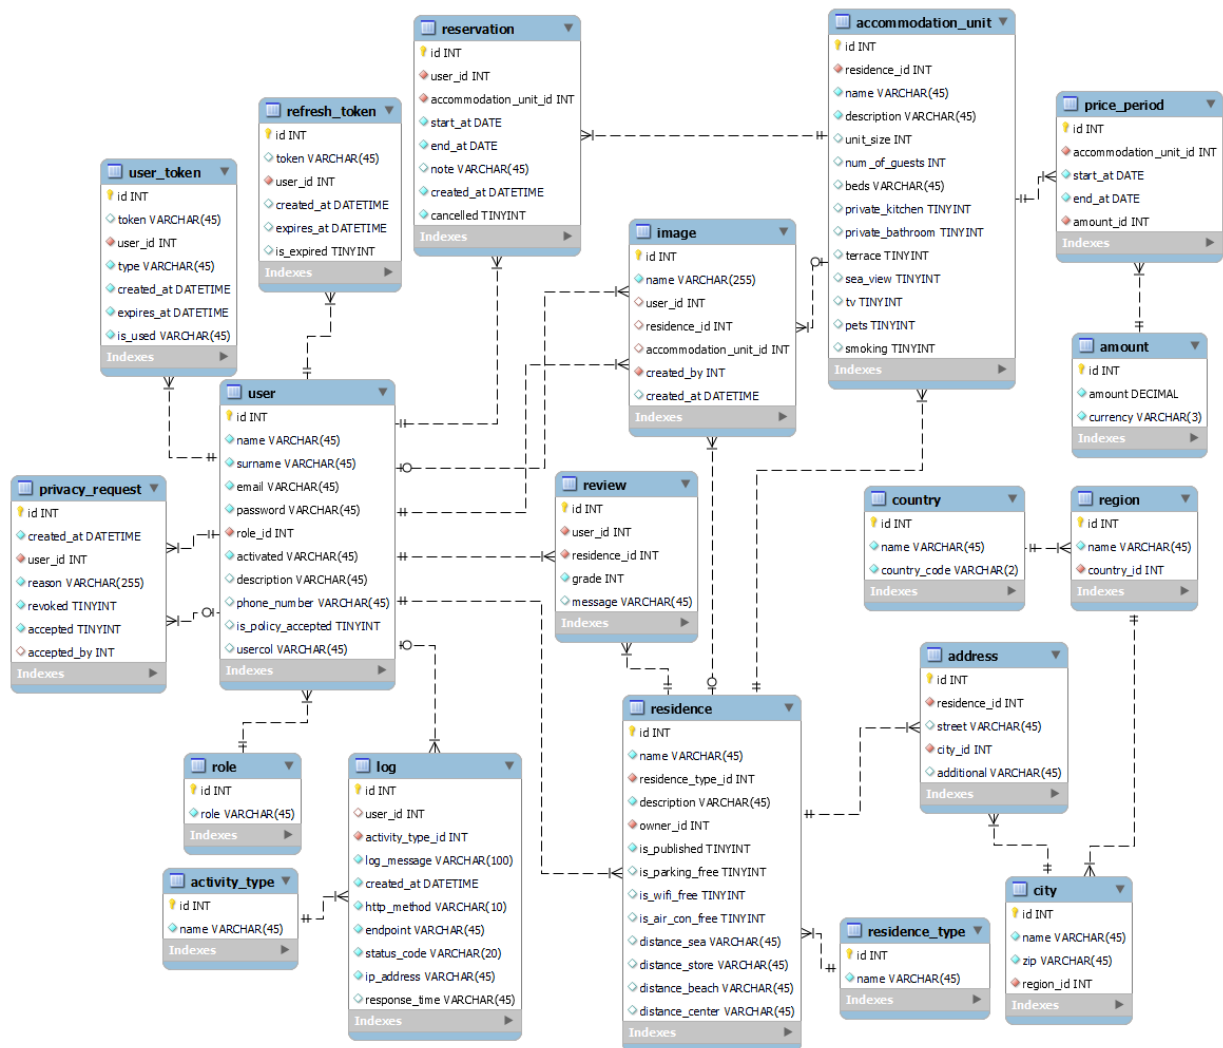 reservation
id INT
user_id INT
accommodation_unit_id INT
start_at DATE
end_at DATE
note VARCHAR(45)
created_at DATETIME
cancelled TINYINT
Indexes
accommodation_unit
id INT
residence_id INT
name VARCHAR(45)
description VARCHAR(45)
unit_size INT
num_of_guests INT
beds VARCHAR(45)
private_kitchen TINYINT
private_bathroom TINYINT
terrace TINYINT
sea_view TINYINT
tv TINYINT
pets TINYINT
smoking TINYINT
Indexes
price_period
id INT
accommodation_unit_id INT
start_at DATE
end_at DATE
amount_id INT
Indexes
refresh_token
id INT
token VARCHAR(45)
user_id INT
created_at DATETIME
expires_at DATETIME
is_expired TINYINT
Indexes
user_token
id INT
token VARCHAR(45)
user_id INT
type VARCHAR(45)
created_at DATETIME
expires_at DATETIME
is_used VARCHAR(45)
Indexes
image
id INT
name VARCHAR(255)
user_id INT
residence_id INT
accommodation_unit_id INT
created_by INT
created_at DATETIME
Indexes
amount
id INT
amount DECIMAL
currency VARCHAR(3)
Indexes
user
id INT
name VARCHAR(45)
surname VARCHAR(45)
email VARCHAR(45)
password VARCHAR(45)
role_id INT
activated VARCHAR(45)
description VARCHAR(45)
phone_number VARCHAR(45)
is_policy_accepted TINYINT
usercol VARCHAR(45)
Indexes
privacy_request
id INT
created_at DATETIME
user_id INT
reason VARCHAR(255)
revoked TINYINT
accepted TINYINT
accepted_by INT
Indexes
review
id INT
user_id INT
residence_id INT
grade INT
message VARCHAR(45)
Indexes
country
id INT
name VARCHAR(45)
country_code VARCHAR(2)
Indexes
region
id INT
name VARCHAR(45)
country_id INT
Indexes
address
id INT
residence_id INT
street VARCHAR(45)
city_id INT
additional VARCHAR(45)
Indexes
residence
id INT
name VARCHAR(45)
residence_type_id INT
description VARCHAR(45)
owner_id INT
is_published TINYINT
is_parking_free TINYINT
is_wifi_free TINYINT
is_air_con_free TINYINT
distance_sea VARCHAR(45)
distance_store VARCHAR(45)
distance_beach VARCHAR(45)
distance_center VARCHAR(45)
Indexes
role
id INT
role VARCHAR(45)
Indexes
log
id INT
user_id INT
activity_type_id INT
log_message VARCHAR(100)
created_at DATETIME
http_method VARCHAR(10)
endpoint VARCHAR(45)
status_code VARCHAR(20)
ip_address VARCHAR(45)
response_time VARCHAR(45)
Indexes
activity_type
id INT
name VARCHAR(45)
Indexes
residence_type
id INT
name VARCHAR(45)
Indexes
city
id INT
name VARCHAR(45)
zip VARCHAR(45)
region_id INT
Indexes